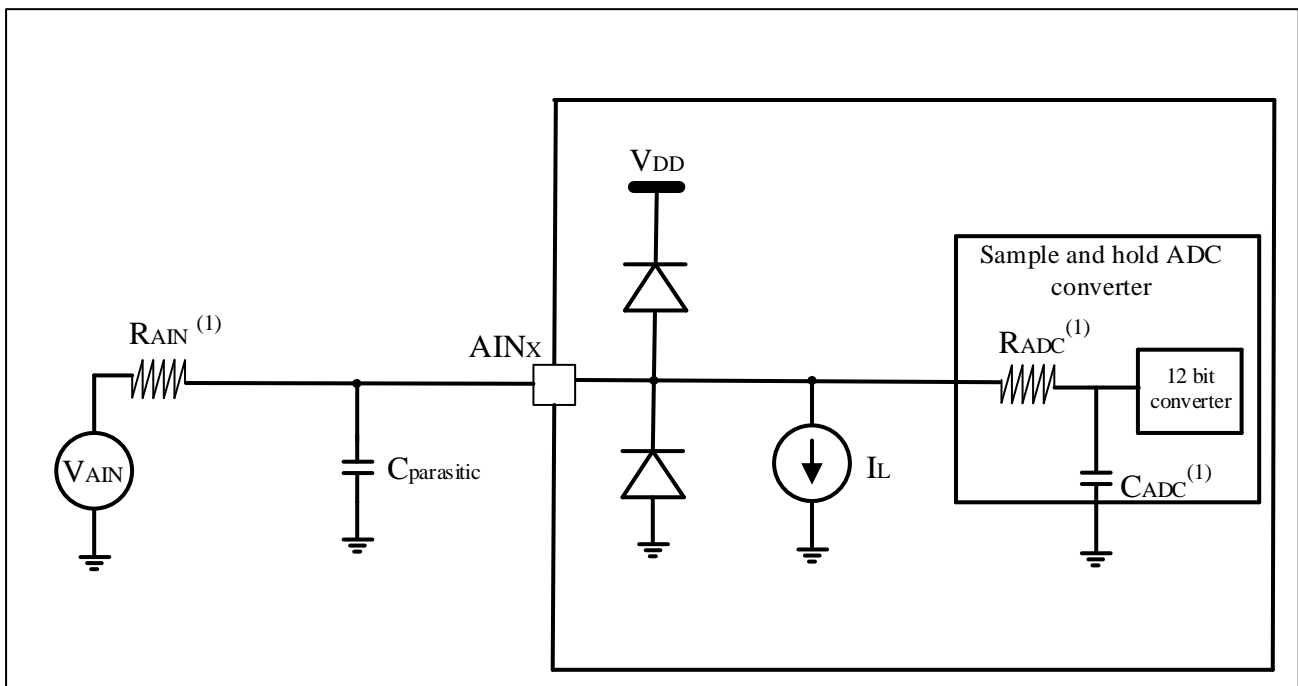 VDD
Sample and hold ADC
converter
RAIN (1)
AINX
RADC(1)
12 bit
converter
VAIN
Cparasitic
IL
CADC(1)